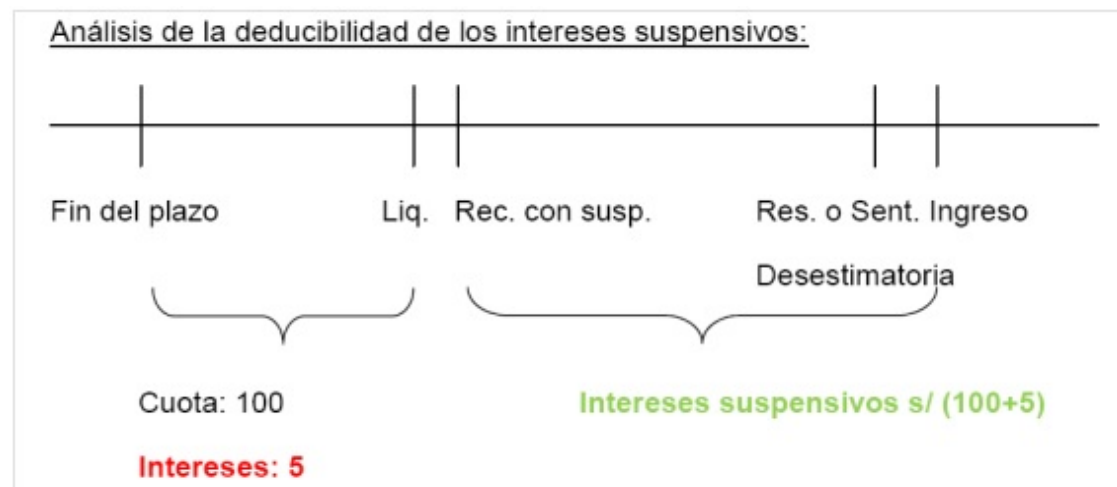 Análisis de la deducibilidad de los intereses suspensivos:
Fin del plazo Liq. Rec. con susp. Res. o Sent. Ingreso
Desestimatoria
Cuota: 100 Intereses suspensivos s/ (100+5)
Intereses: 5